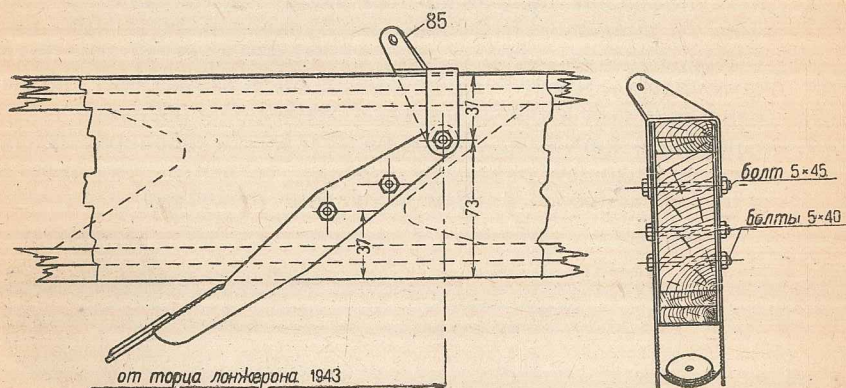 85
37
73
37
болт 5×45
болты 5×40
от торца лонжерона 1943